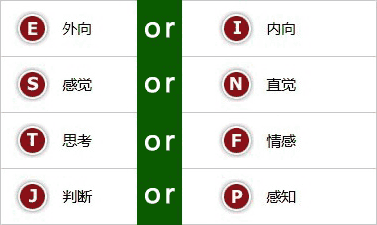 E 外向 or I 内向
S 感觉 or N 直觉
T 思考 or F 情感
J 判断 or P 感知